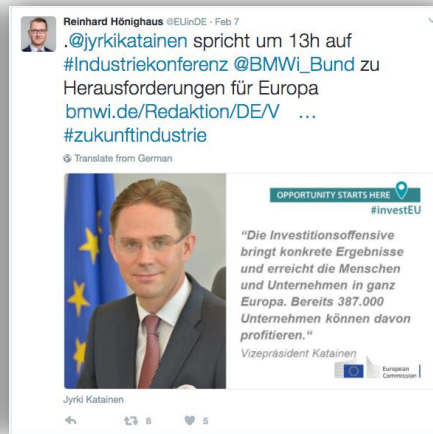 Reinhard Hönighaus @EUinDE · Feb 7
.@jyrkikatainen spricht um 13h auf
#Industriekonferenz @BMWi_Bund zu
Herausforderungen für Europa
bmwi.de/Redaktion/DE/V ...
#zukunftindustrie
Translate from German
OPPORTUNITY STARTS HERE
#investEU
"Die Investitionsoffensive
bringt konkrete Ergebnisse
und erreicht die Menschen
und Unternehmen in ganz
Europa. Bereits 387.000
Unternehmen können davon
profitieren."
Vizepräsident Katainen
European
Commission
Jyrki Katainen
8
5